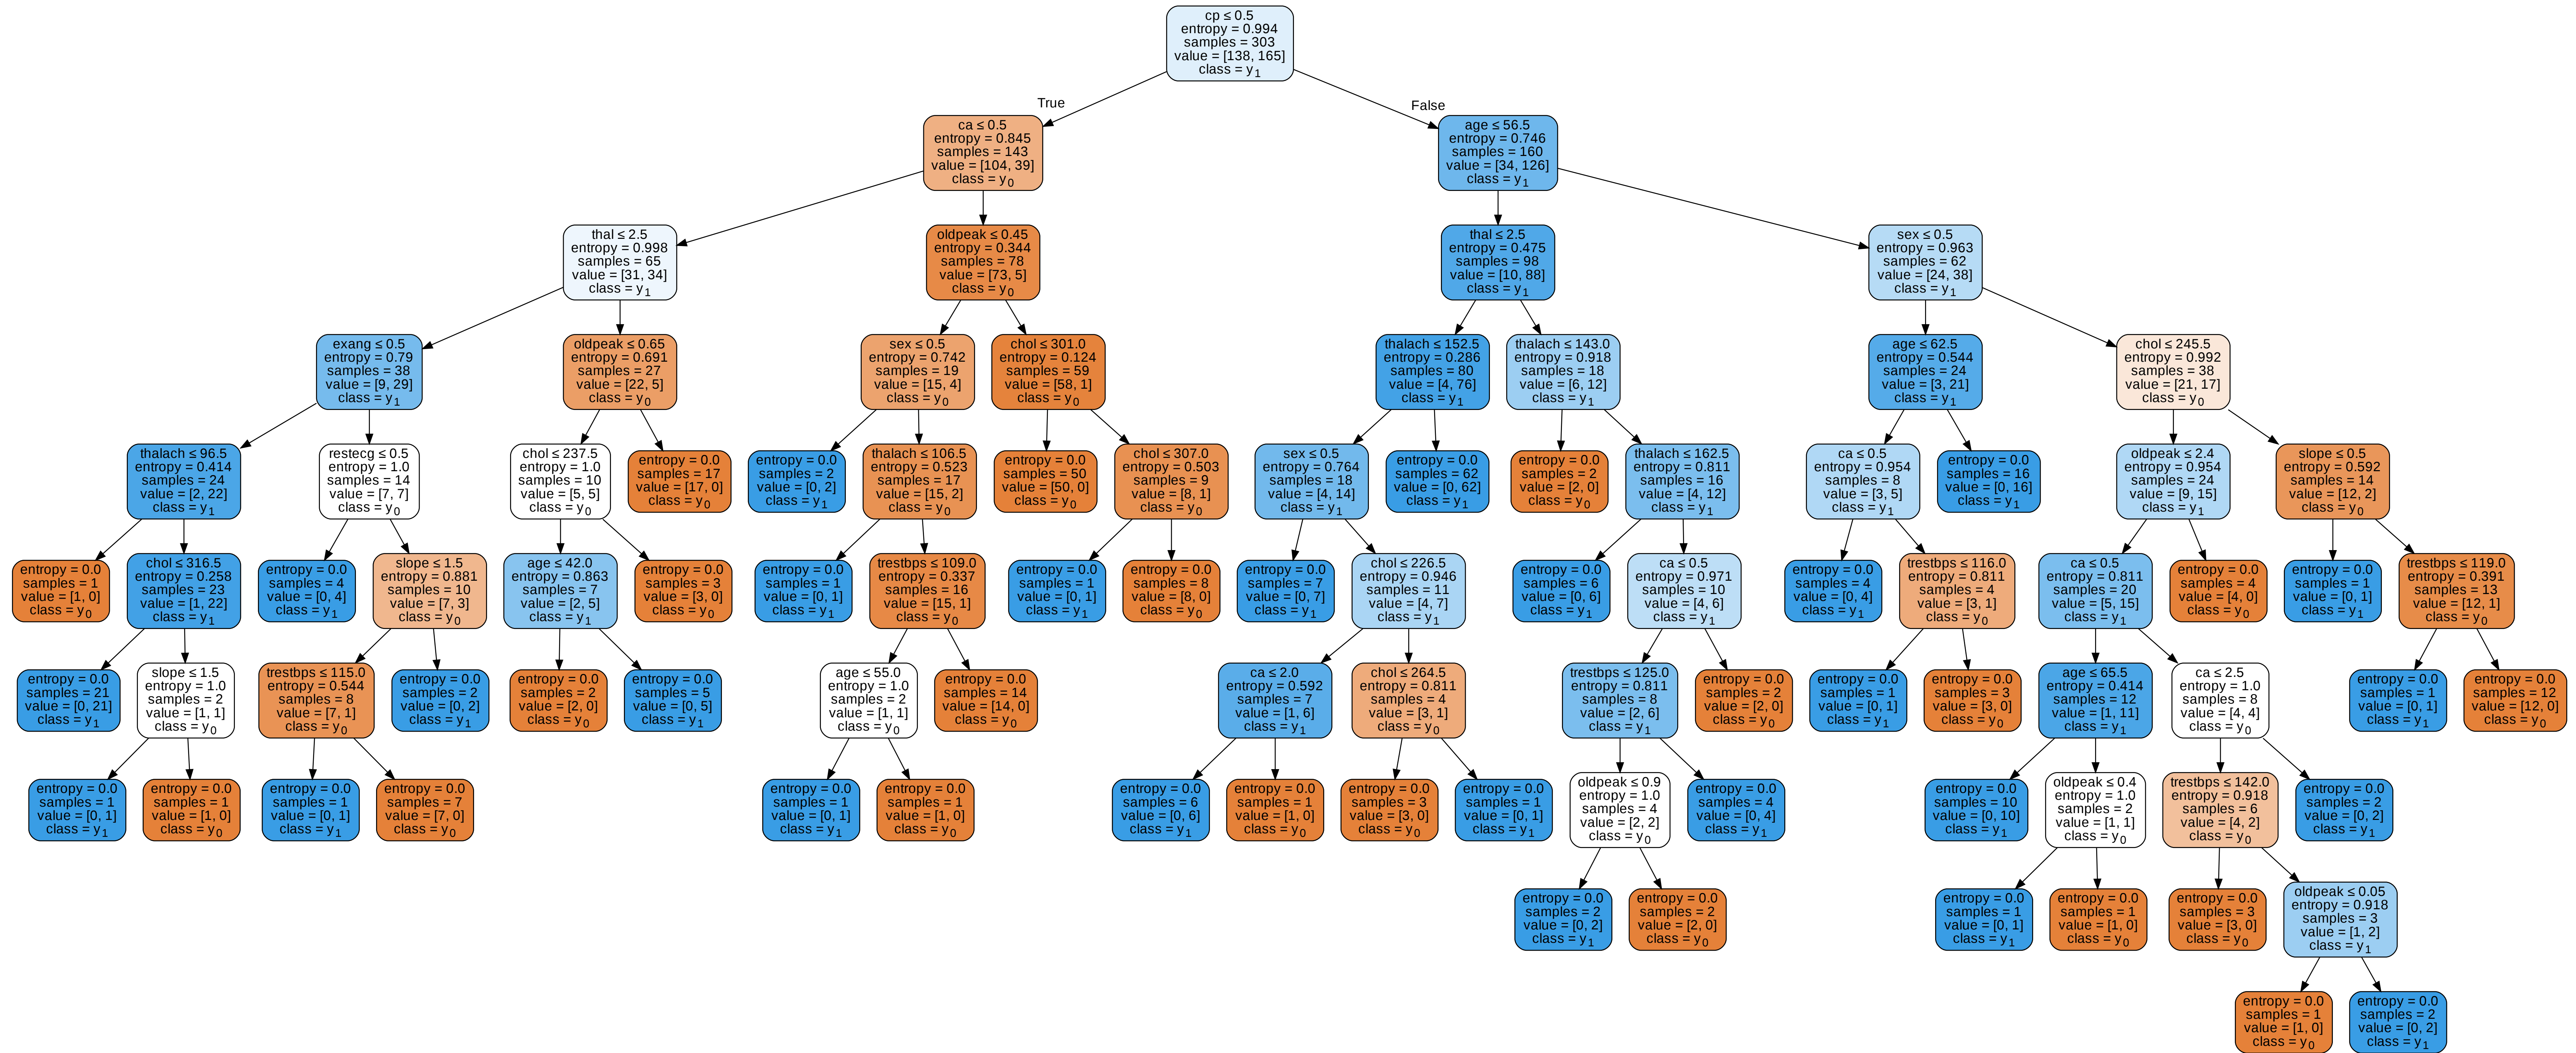 cp ≤ 0.5
entropy = 0.994
samples = 303
value = [138, 165]
class = y1
True
False
ca ≤ 0.5
entropy = 0.845
samples = 143
value = [104, 39]
class = y0
age ≤ 56.5
entropy = 0.746
samples = 160
value = [34, 126]
class = y1
thal ≤ 2.5
entropy = 0.998
samples = 65
value = [31, 34]
class = y1
oldpeak ≤ 0.45
entropy = 0.344
samples = 78
value = [73, 5]
class = y0
thal ≤ 2.5
entropy = 0.475
samples = 98
value = [10, 88]
class = y1
sex ≤ 0.5
entropy = 0.963
samples = 62
value = [24, 38]
class = y1
exang ≤ 0.5
entropy = 0.79
samples = 38
value = [9, 29]
class = y1
oldpeak ≤ 0.65
entropy = 0.691
samples = 27
value = [22, 5]
class = y0
sex ≤ 0.5
entropy = 0.742
samples = 19
value = [15, 4]
class = y0
chol ≤ 301.0
entropy = 0.124
samples = 59
value = [58, 1]
class = y0
thalach ≤ 152.5
entropy = 0.286
samples = 80
value = [4, 76]
class = y1
thalach ≤ 143.0
entropy = 0.918
samples = 18
value = [6, 12]
class = y1
age ≤ 62.5
entropy = 0.544
samples = 24
value = [3, 21]
class = y1
chol ≤ 245.5
entropy = 0.992
samples = 38
value = [21, 17]
class = y0
thalach ≤ 96.5
entropy = 0.414
samples = 24
value = [2, 22]
class = y1
restecg ≤ 0.5
entropy = 1.0
samples = 14
value = [7, 7]
class = y0
chol ≤ 237.5
entropy = 1.0
samples = 10
value = [5, 5]
class = y0
entropy = 0.0
samples = 17
value = [17, 0]
class = y0
entropy = 0.0
samples = 2
value = [0, 2]
class = y1
thalach ≤ 106.5
entropy = 0.523
samples = 17
value = [15, 2]
class = y0
entropy = 0.0
samples = 50
value = [50, 0]
class = y0
chol ≤ 307.0
entropy = 0.503
samples = 9
value = [8, 1]
class = y0
sex ≤ 0.5
entropy = 0.764
samples = 18
value = [4, 14]
class = y1
entropy = 0.0
samples = 62
value = [0, 62]
class = y1
entropy = 0.0
samples = 2
value = [2, 0]
class = y0
thalach ≤ 162.5
entropy = 0.811
samples = 16
value = [4, 12]
class = y1
ca ≤ 0.5
entropy = 0.954
samples = 8
value = [3, 5]
class = y1
entropy = 0.0
samples = 16
value = [0, 16]
class = y1
oldpeak ≤ 2.4
entropy = 0.954
samples = 24
value = [9, 15]
class = y1
slope ≤ 0.5
entropy = 0.592
samples = 14
value = [12, 2]
class = y0
entropy = 0.0
samples = 1
value = [1, 0]
class = y0
chol ≤ 316.5
entropy = 0.258
samples = 23
value = [1, 22]
class = y1
entropy = 0.0
samples = 4
value = [0, 4]
class = y1
slope ≤ 1.5
entropy = 0.881
samples = 10
value = [7, 3]
class = y0
age ≤ 42.0
entropy = 0.863
samples = 7
value = [2, 5]
class = y1
entropy = 0.0
samples = 3
value = [3, 0]
class = y0
entropy = 0.0
samples = 1
value = [0, 1]
class = y1
trestbps ≤ 109.0
entropy = 0.337
samples = 16
value = [15, 1]
class = y0
entropy = 0.0
samples = 1
value = [0, 1]
class = y1
entropy = 0.0
samples = 8
value = [8, 0]
class = y0
entropy = 0.0
samples = 7
value = [0, 7]
class = y1
chol ≤ 226.5
entropy = 0.946
samples = 11
value = [4, 7]
class = y1
entropy = 0.0
samples = 6
value = [0, 6]
class = y1
ca ≤ 0.5
entropy = 0.971
samples = 10
value = [4, 6]
class = y1
entropy = 0.0
samples = 4
value = [0, 4]
class = y1
trestbps ≤ 116.0
entropy = 0.811
samples = 4
value = [3, 1]
class = y0
ca ≤ 0.5
entropy = 0.811
samples = 20
value = [5, 15]
class = y1
entropy = 0.0
samples = 4
value = [4, 0]
class = y0
entropy = 0.0
samples = 1
value = [0, 1]
class = y1
trestbps ≤ 119.0
entropy = 0.391
samples = 13
value = [12, 1]
class = y0
entropy = 0.0
samples = 21
value = [0, 21]
class = y1
slope ≤ 1.5
entropy = 1.0
samples = 2
value = [1, 1]
class = y0
trestbps ≤ 115.0
entropy = 0.544
samples = 8
value = [7, 1]
class = y0
entropy = 0.0
samples = 2
value = [0, 2]
class = y1
entropy = 0.0
samples = 2
value = [2, 0]
class = y0
entropy = 0.0
samples = 5
value = [0, 5]
class = y1
age ≤ 55.0
entropy = 1.0
samples = 2
value = [1, 1]
class = y0
entropy = 0.0
samples = 14
value = [14, 0]
class = y0
ca ≤ 2.0
entropy = 0.592
samples = 7
value = [1, 6]
class = y1
chol ≤ 264.5
entropy = 0.811
samples = 4
value = [3, 1]
class = y0
trestbps ≤ 125.0
entropy = 0.811
samples = 8
value = [2, 6]
class = y1
entropy = 0.0
samples = 2
value = [2, 0]
class = y0
entropy = 0.0
samples = 1
value = [0, 1]
class = y1
entropy = 0.0
samples = 3
value = [3, 0]
class = y0
age ≤ 65.5
entropy = 0.414
samples = 12
value = [1, 11]
class = y1
ca ≤ 2.5
entropy = 1.0
samples = 8
value = [4, 4]
class = y0
entropy = 0.0
samples = 1
value = [0, 1]
class = y1
entropy = 0.0
samples = 12
value = [12, 0]
class = y0
entropy = 0.0
samples = 1
value = [0, 1]
class = y1
entropy = 0.0
samples = 1
value = [1, 0]
class = y0
entropy = 0.0
samples = 1
value = [0, 1]
class = y1
entropy = 0.0
samples = 7
value = [7, 0]
class = y0
entropy = 0.0
samples = 1
value = [0, 1]
class = y1
entropy = 0.0
samples = 1
value = [1, 0]
class = y0
entropy = 0.0
samples = 6
value = [0, 6]
class = y1
entropy = 0.0
samples = 1
value = [1, 0]
class = y0
entropy = 0.0
samples = 3
value = [3, 0]
class = y0
entropy = 0.0
samples = 1
value = [0, 1]
class = y1
oldpeak ≤ 0.9
entropy = 1.0
samples = 4
value = [2, 2]
class = y0
entropy = 0.0
samples = 4
value = [0, 4]
class = y1
entropy = 0.0
samples = 10
value = [0, 10]
class = y1
oldpeak ≤ 0.4
entropy = 1.0
samples = 2
value = [1, 1]
class = y0
trestbps ≤ 142.0
entropy = 0.918
samples = 6
value = [4, 2]
class = y0
entropy = 0.0
samples = 2
value = [0, 2]
class = y1
entropy = 0.0
samples = 2
value = [0, 2]
class = y1
entropy = 0.0
samples = 2
value = [2, 0]
class = y0
entropy = 0.0
samples = 1
value = [0, 1]
class = y1
entropy = 0.0
samples = 1
value = [1, 0]
class = y0
entropy = 0.0
samples = 3
value = [3, 0]
class = y0
oldpeak ≤ 0.05
entropy = 0.918
samples = 3
value = [1, 2]
class = y1
entropy = 0.0
samples = 1
value = [1, 0]
class = y0
entropy = 0.0
samples = 2
value = [0, 2]
class = y1